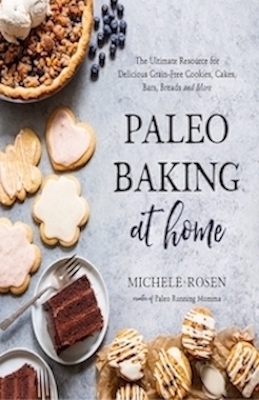 The Ultimate Resource for
Delicious Grain-Free Cookies, Cakes,
Bars, Breads and More
PALEO
BAKING
at home
MICHELE ROSEN
creator of Paleo Running Momma